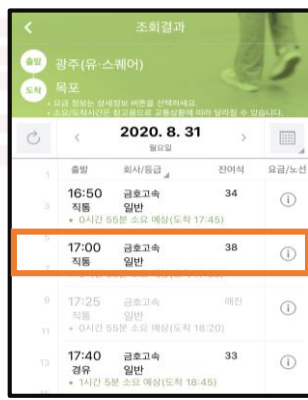 조회결과
출발 광주(유·스퀘어)
도착 목포
• 요금 정보는 상세정보 버튼을 선택하세요.
• 소요/도착시간은 참고용으로 교통상황에 따라 달라질 수 있습니다.
< 2020. 8. 31 >
월요일
출발 회사/등급 잔여석 요금/노선
16:50 금호고속 34
직통 일반
• 0시간 55분 소요 예상(도착 17:45)
17:00 금호고속 38
직통 일반
17:25 금호고속 매진
직통 일반
• 0시간 55분 소요 예상(도착 18:20)
17:40 금호고속 33
경유 일반
• 1시간 5분 소요 예상(도착 18:45)